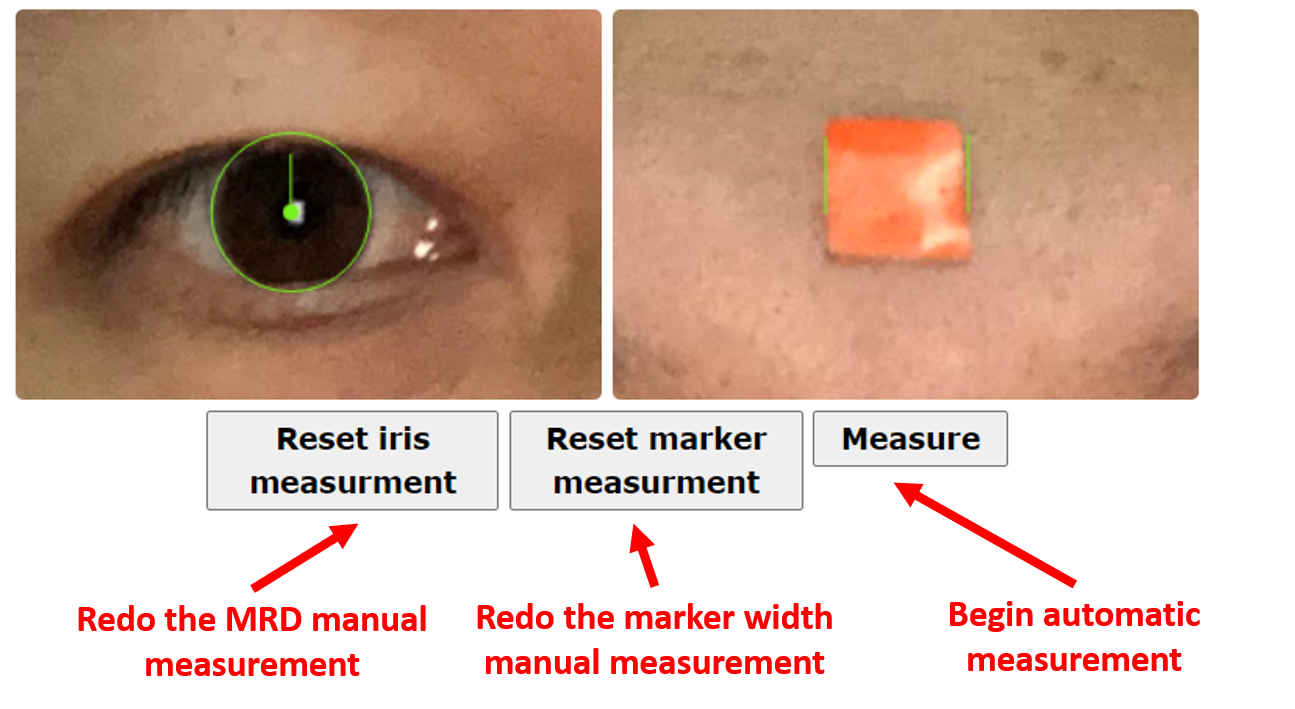 Reset iris
measurment
Reset marker
measurment
Measure
Redo the MRD manual
measurement
Redo the marker width
manual measurement
Begin automatic
measurement